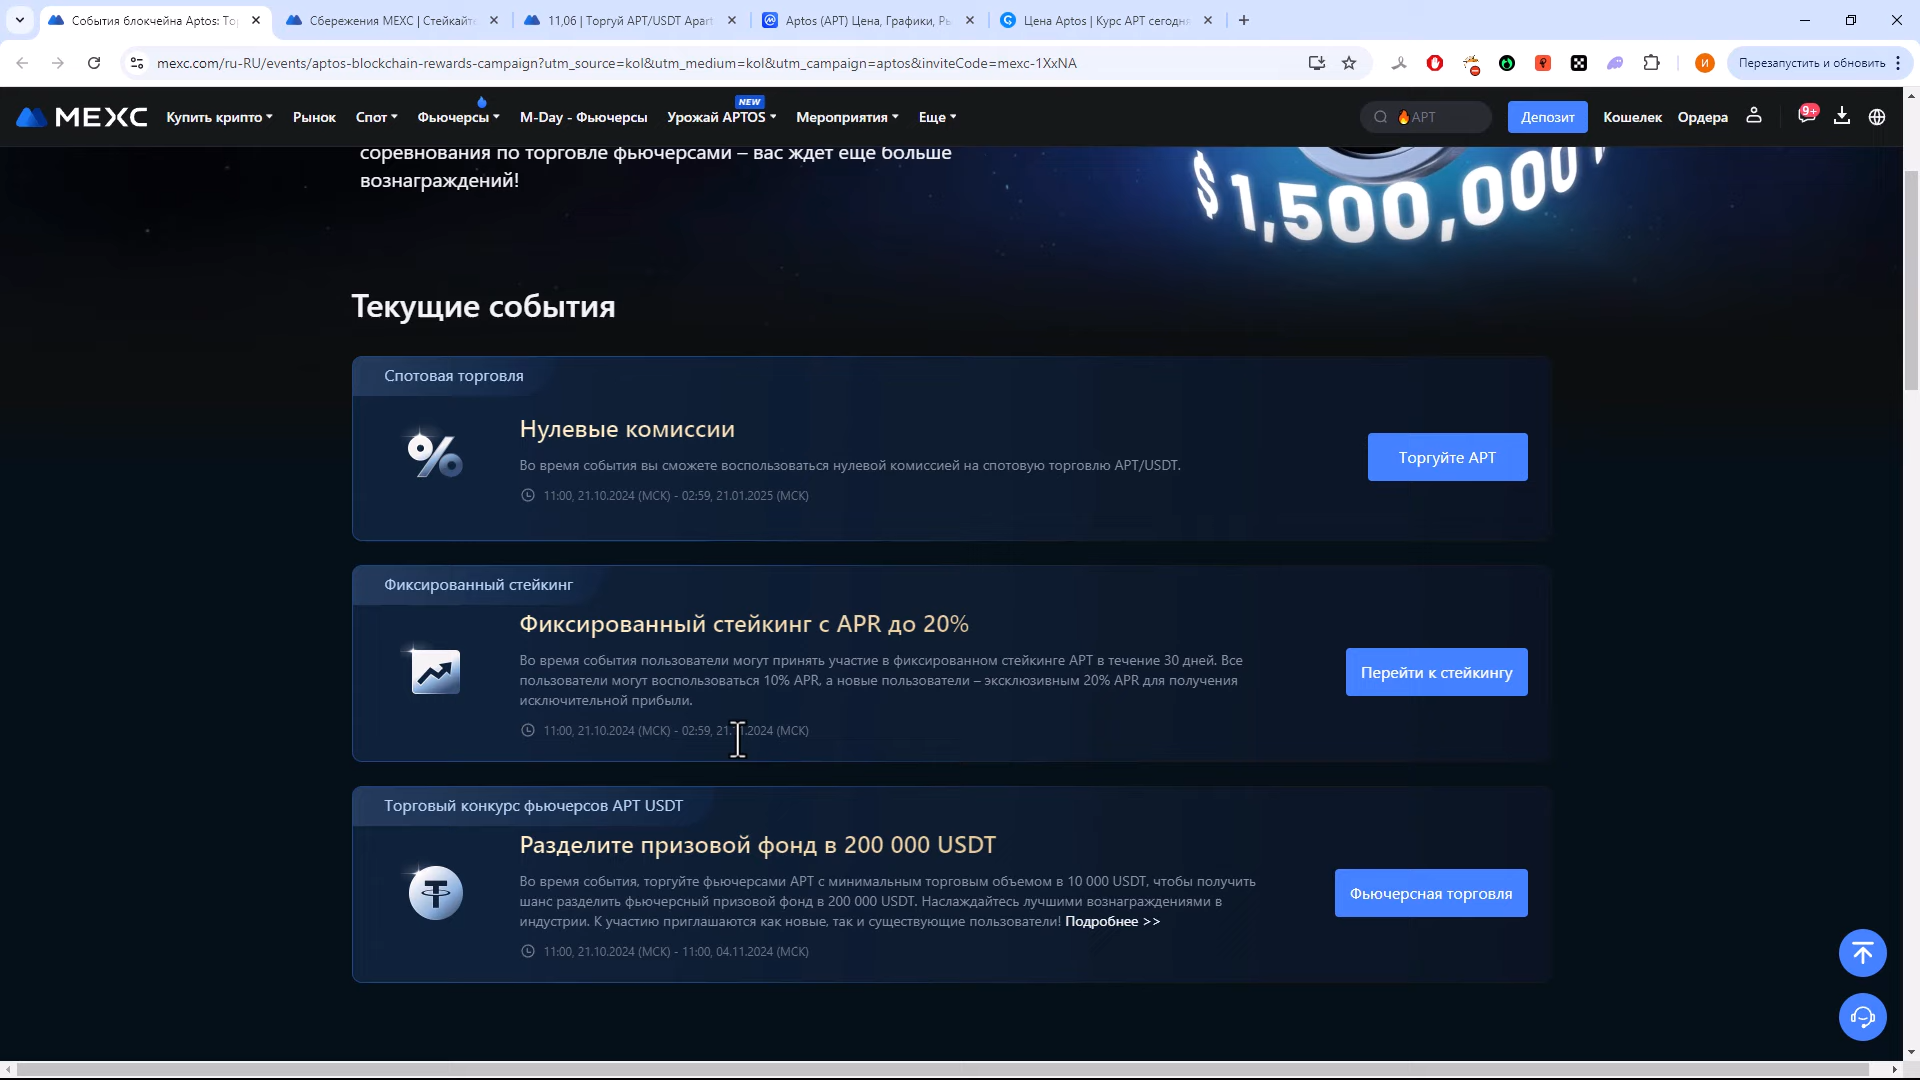 События блокчейна Aptos: То
Сбережения MEXC | Стейкайте
11,06 | Торгуй APT/USDT Apart
Aptos (APT) Цена, Графики, Ры
Цена Aptos | Курс APT сегодня
mexc.com/ru-RU/events/aptos-blockchain-rewards-campaign?utm_source=kol&utm_medium=kol&utm_campaign=aptos&inviteCode=mexc-1XxNA
И
Перезапустить и обновить
MEXC
Купить крипто
Рынок
Спот
Фьючерсы
M-Day - Фьючерсы
NEW
Урожай APTOS
Мероприятия
Еще
APT
Депозит
Кошелек
Ордера
9+
соревнования по торговле фьючерсами – вас ждет еще больше
вознаграждений!
$1,500,000
Текущие события
Спотовая торговля
Нулевые комиссии
Во время события вы сможете воспользоваться нулевой комиссией на спотовую торговлю APT/USDT.
11:00, 21.10.2024 (МСК) - 02:59, 21.01.2025 (МСК)
Торгуйте APT
Фиксированный стейкинг
Фиксированный стейкинг с APR до 20%
Во время события пользователи могут принять участие в фиксированном стейкинге APT в течение 30 дней. Все
пользователи могут воспользоваться 10% APR, а новые пользователи – эксклюзивным 20% APR для получения
исключительной прибыли.
11:00, 21.10.2024 (МСК) - 02:59, 21.11.2024 (МСК)
Перейти к стейкингу
Торговый конкурс фьючерсов APT USDT
Разделите призовой фонд в 200 000 USDT
Во время события, торгуйте фьючерсами APT с минимальным торговым объемом в 10 000 USDT, чтобы получить
шанс разделить фьючерсный призовой фонд в 200 000 USDT. Наслаждайтесь лучшими вознаграждениями в
индустрии. К участию приглашаются как новые, так и существующие пользователи! Подробнее >>
11:00, 21.10.2024 (МСК) - 11:00, 04.11.2024 (МСК)
Фьючерсная торговля